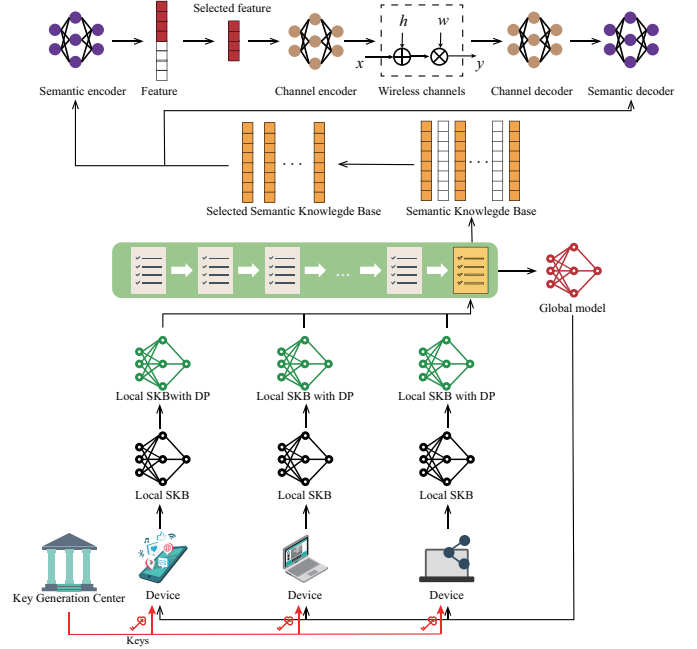 Selected feature
h
w
x
y
Semantic encoder
Feature
Channel encoder
Wireless channels
Channel decoder
Semantic decoder
...
...
Selected Semantic Knowlegde Base
Semantic Knowlegde Base
...
Global model
Local SKBwith DP
Local SKB with DP
Local SKB with DP
Local SKB
Local SKB
Local SKB
Key Generation Center
Device
Device
Device
Keys